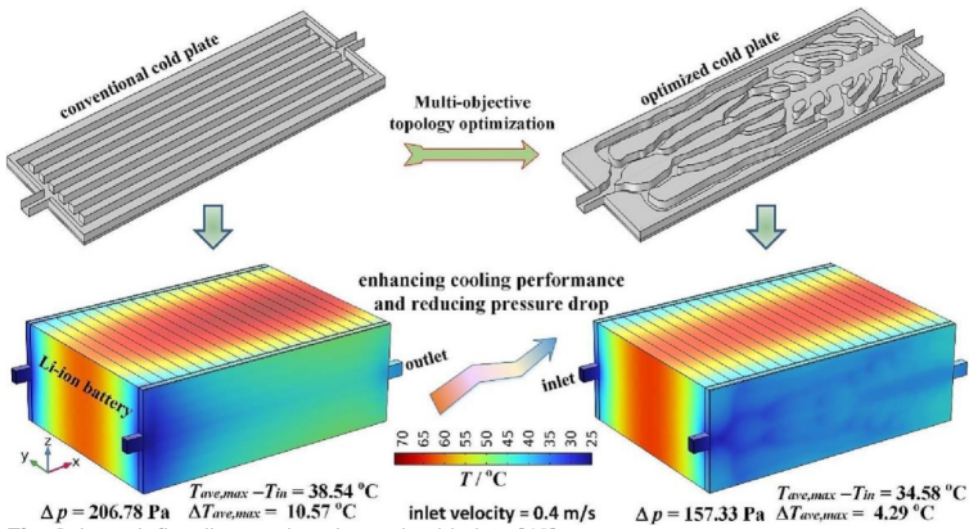 conventional cold plate
Multi-objective
topology optimization
optimized cold plate
enhancing cooling performance
and reducing pressure drop
Li-ion battery
outlet
inlet
z
y
x
70 65 60 55 50 45 40 35 30 25
T / °C
Tave,max −Tin = 38.54 °C
Δp = 206.78 Pa ΔTave,max = 10.57 °C
inlet velocity = 0.4 m/s
Tave,max −Tin = 34.58 °C
Δp = 157.33 Pa ΔTave,max = 4.29 °C